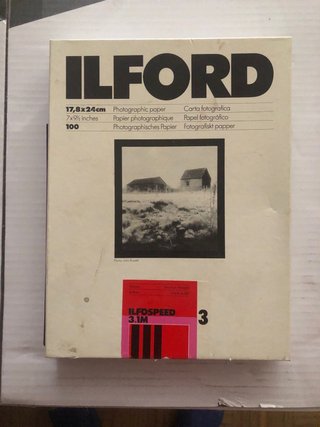 ILFORD
17,8x24cm Photographic paper Carta fotografica
7x9½ inches Papier photographique Papel fotográfico
100 Photographisches Papier Fotografiskt papper
ILFOSPEED
3.1M
3